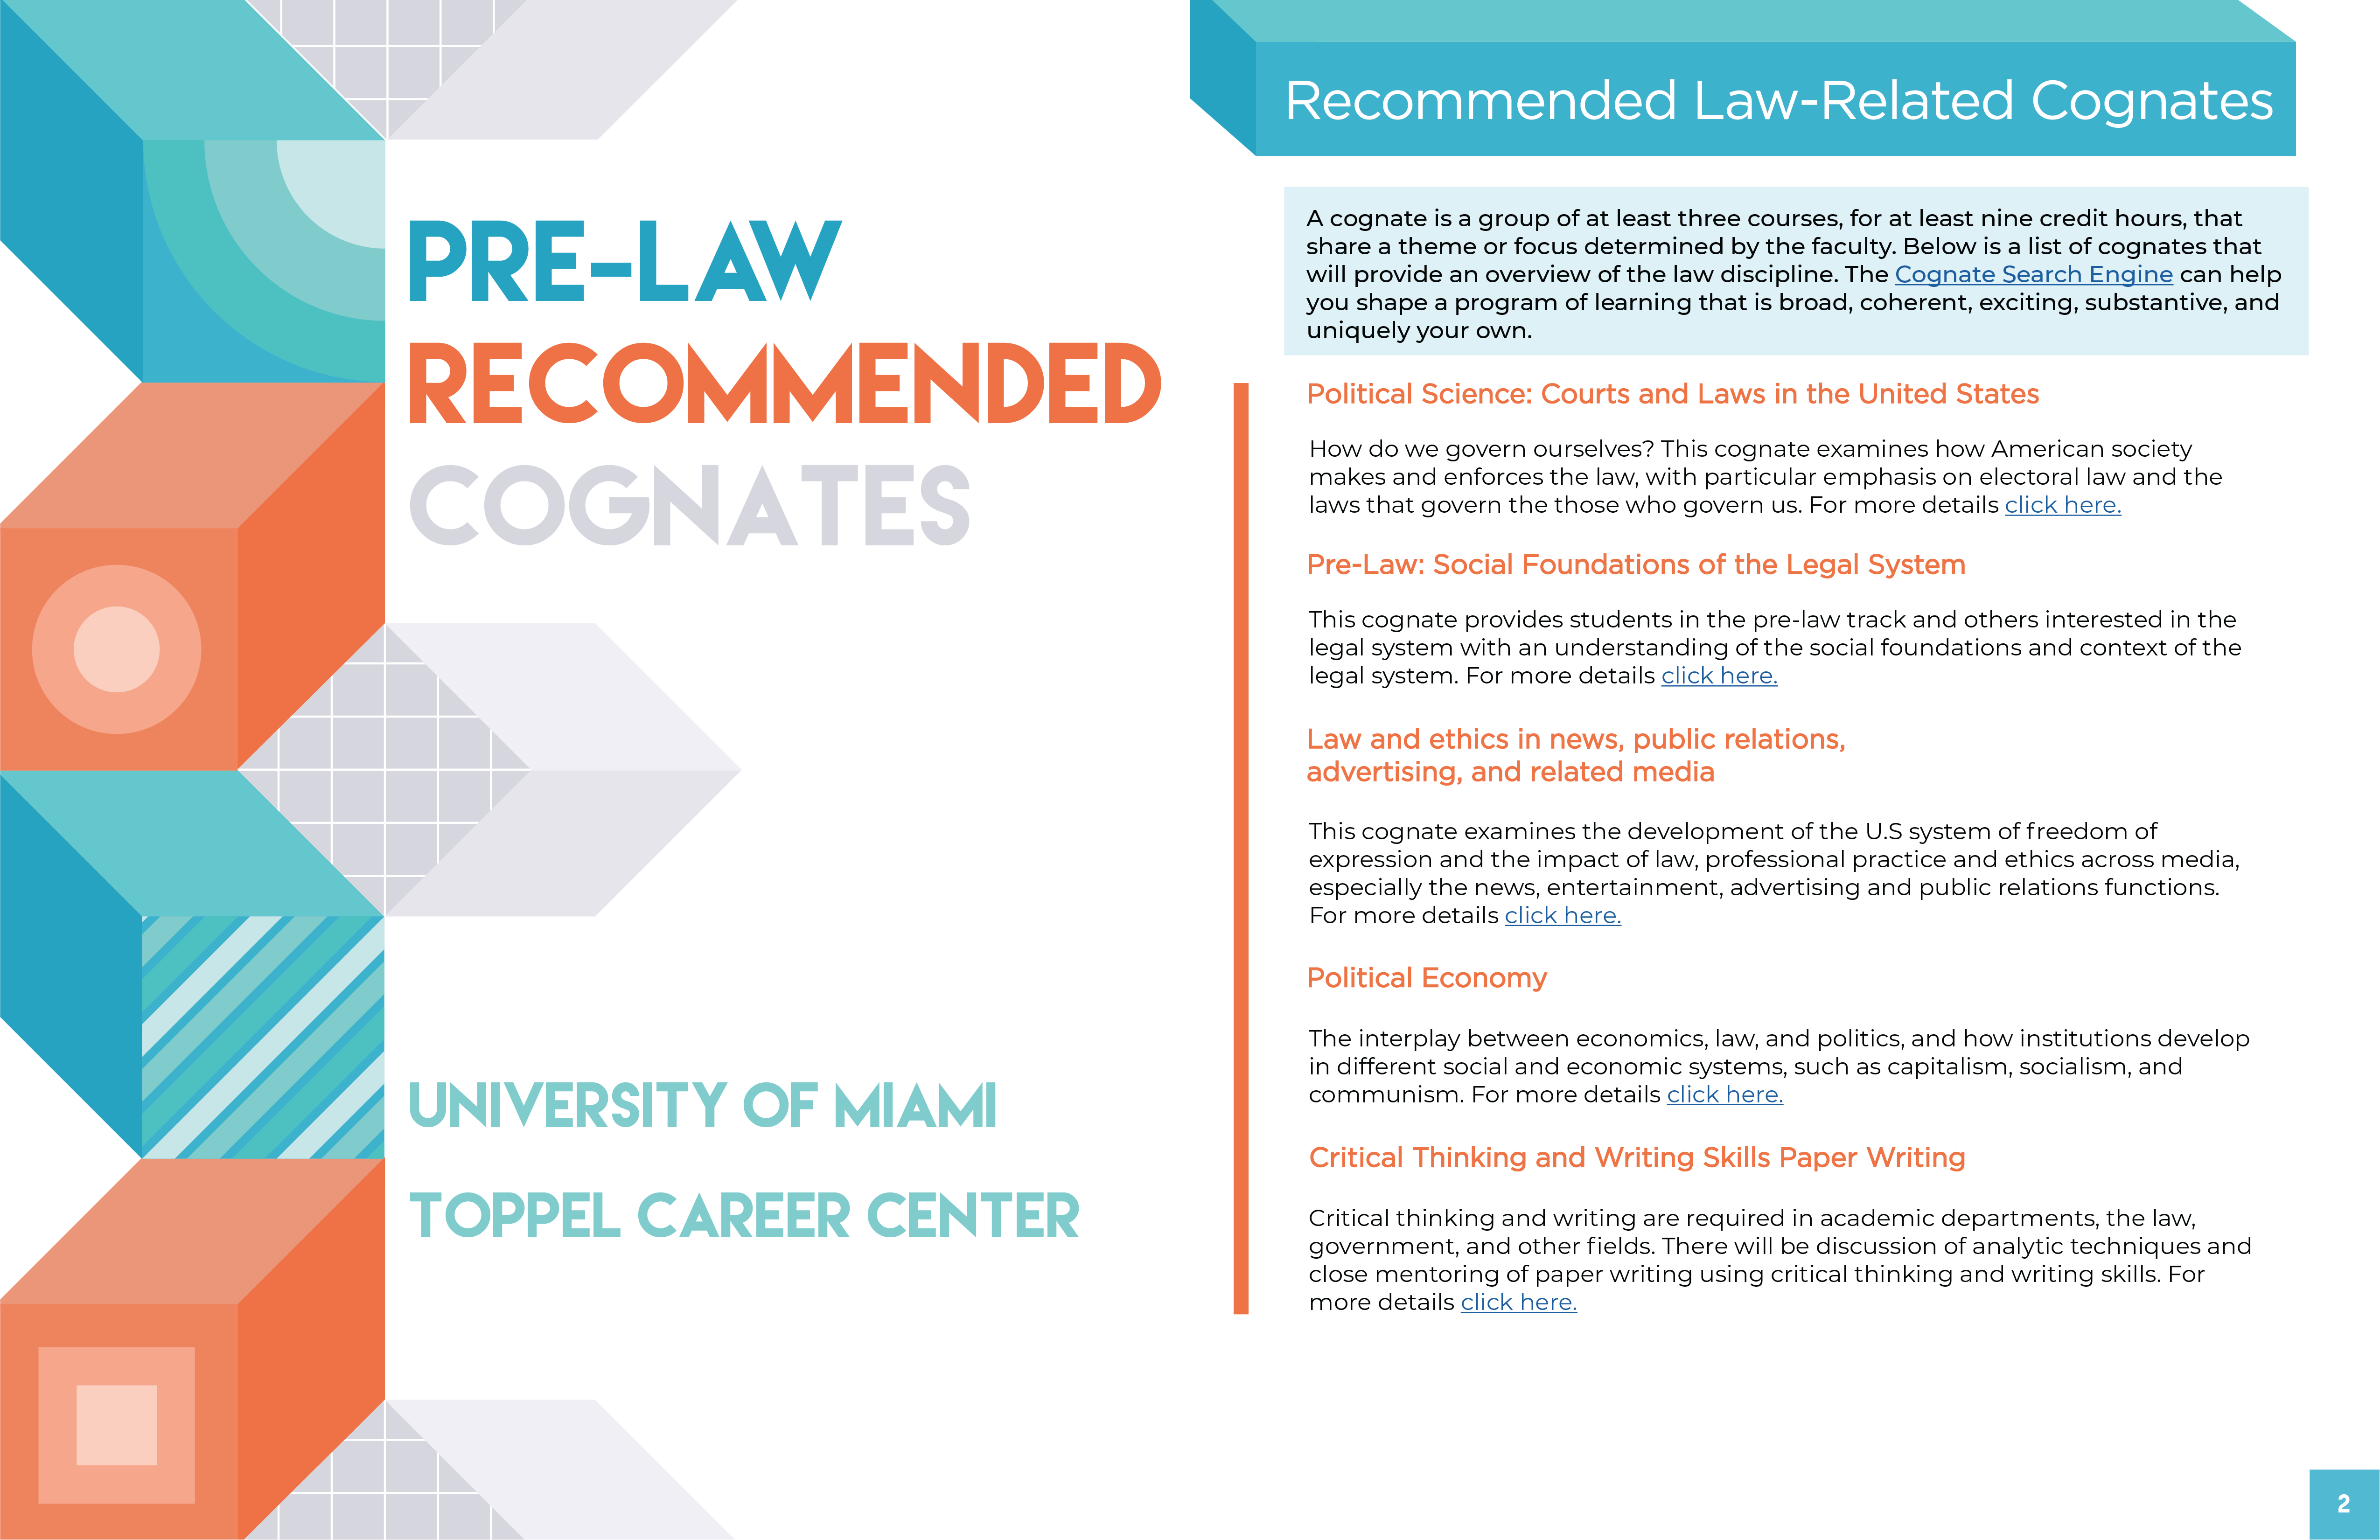 PRE-LAW
RECOMMENDED
COGNATES
UNIVERSITY OF MIAMI
TOPPEL CAREER CENTER
Recommended Law-Related Cognates
A cognate is a group of at least three courses, for at least nine credit hours, that
share a theme or focus determined by the faculty. Below is a list of cognates that
will provide an overview of the law discipline. The Cognate Search Engine can help
you shape a program of learning that is broad, coherent, exciting, substantive, and
uniquely your own.
Political Science: Courts and Laws in the United States
How do we govern ourselves? This cognate examines how American society
makes and enforces the law, with particular emphasis on electoral law and the
laws that govern the those who govern us. For more details click here.
Pre-Law: Social Foundations of the Legal System
This cognate provides students in the pre-law track and others interested in the
legal system with an understanding of the social foundations and context of the
legal system. For more details click here.
Law and ethics in news, public relations,
advertising, and related media
This cognate examines the development of the U.S system of freedom of
expression and the impact of law, professional practice and ethics across media,
especially the news, entertainment, advertising and public relations functions.
For more details click here.
Political Economy
The interplay between economics, law, and politics, and how institutions develop
in different social and economic systems, such as capitalism, socialism, and
communism. For more details click here.
Critical Thinking and Writing Skills Paper Writing
Critical thinking and writing are required in academic departments, the law,
government, and other fields. There will be discussion of analytic techniques and
close mentoring of paper writing using critical thinking and writing skills. For
more details click here.
2